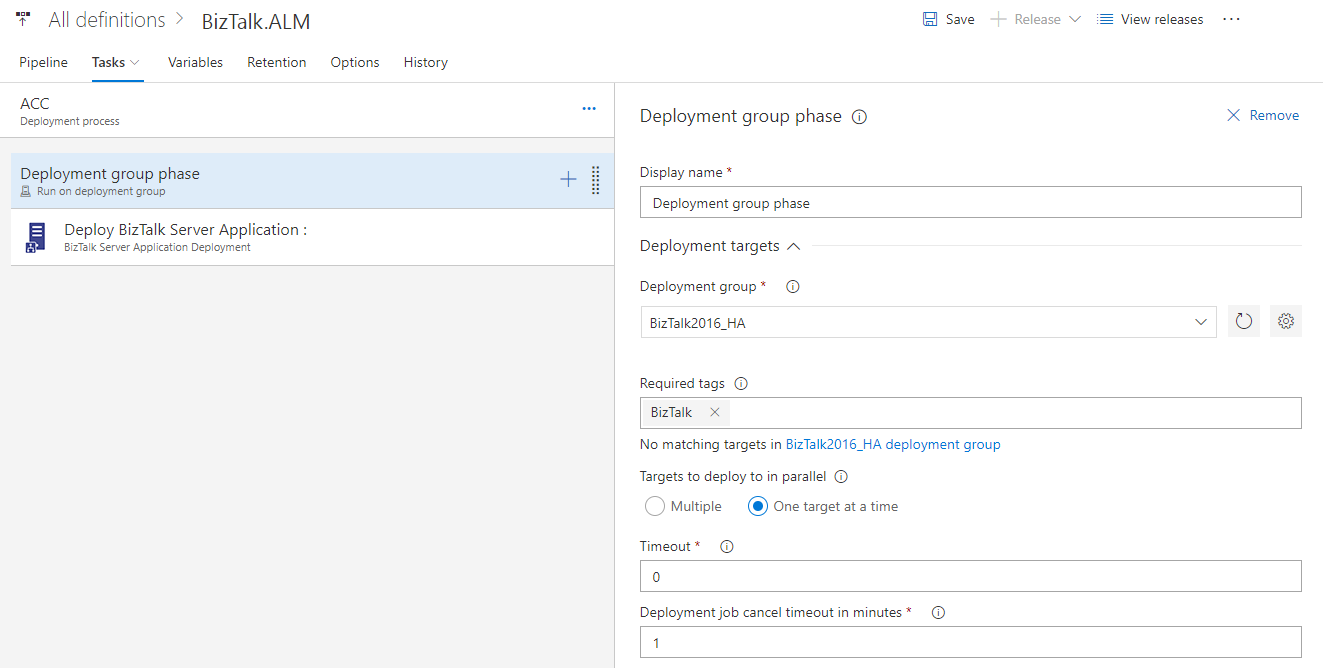 All definitions > BizTalk.ALM
Save
Release
View releases
...
Pipeline
Tasks
Variables
Retention
Options
History
ACC
Deployment process
...
Deployment group phase
Run on deployment group
Deploy BizTalk Server Application :
BizTalk Server Application Deployment
Deployment group phase
Remove
Display name *
Deployment group phase
Deployment targets
Deployment group *
BizTalk2016_HA
Required tags
BizTalk
No matching targets in BizTalk2016_HA deployment group
Targets to deploy to in parallel
Multiple
One target at a time
Timeout *
0
Deployment job cancel timeout in minutes *
1